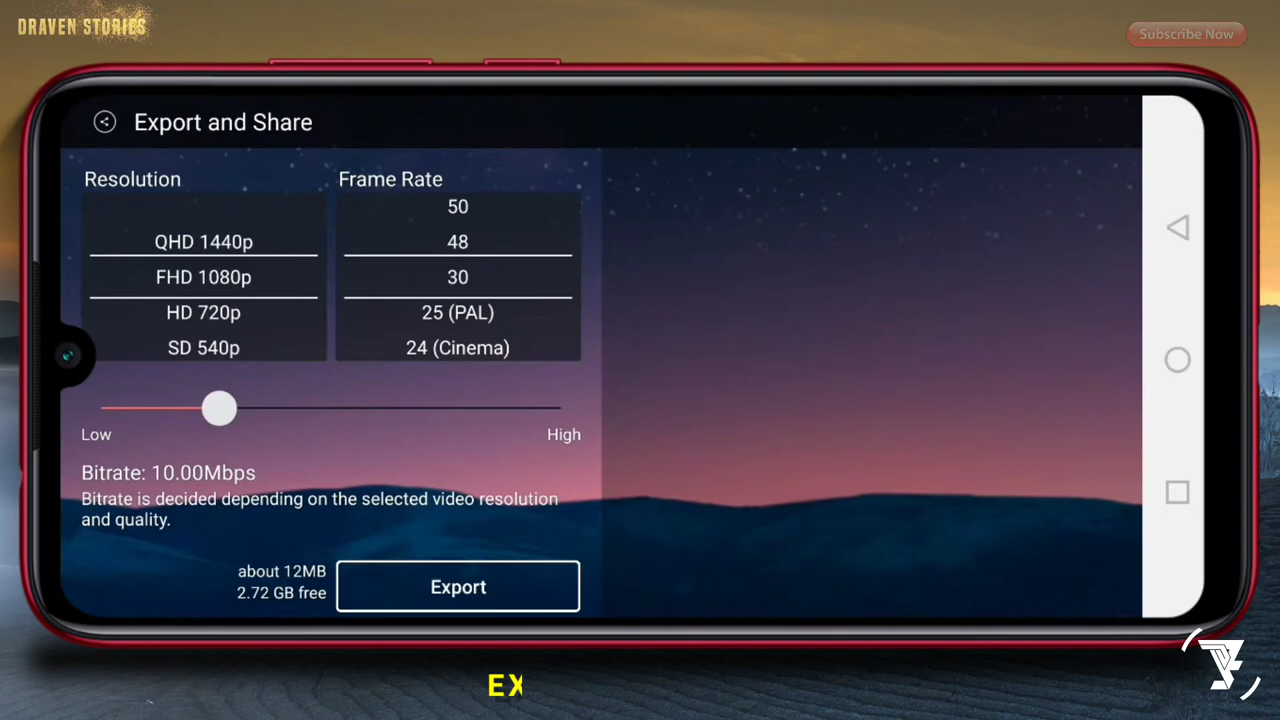 DRAVEN STORIES
Subscribe Now
Export and Share
Resolution
Frame Rate
50
QHD 1440p
48
FHD 1080p
30
HD 720p
25 (PAL)
SD 540p
24 (Cinema)
Low
High
Bitrate: 10.00Mbps
Bitrate is decided depending on the selected video resolution
and quality.
about 12MB
2.72 GB free
Export
EX